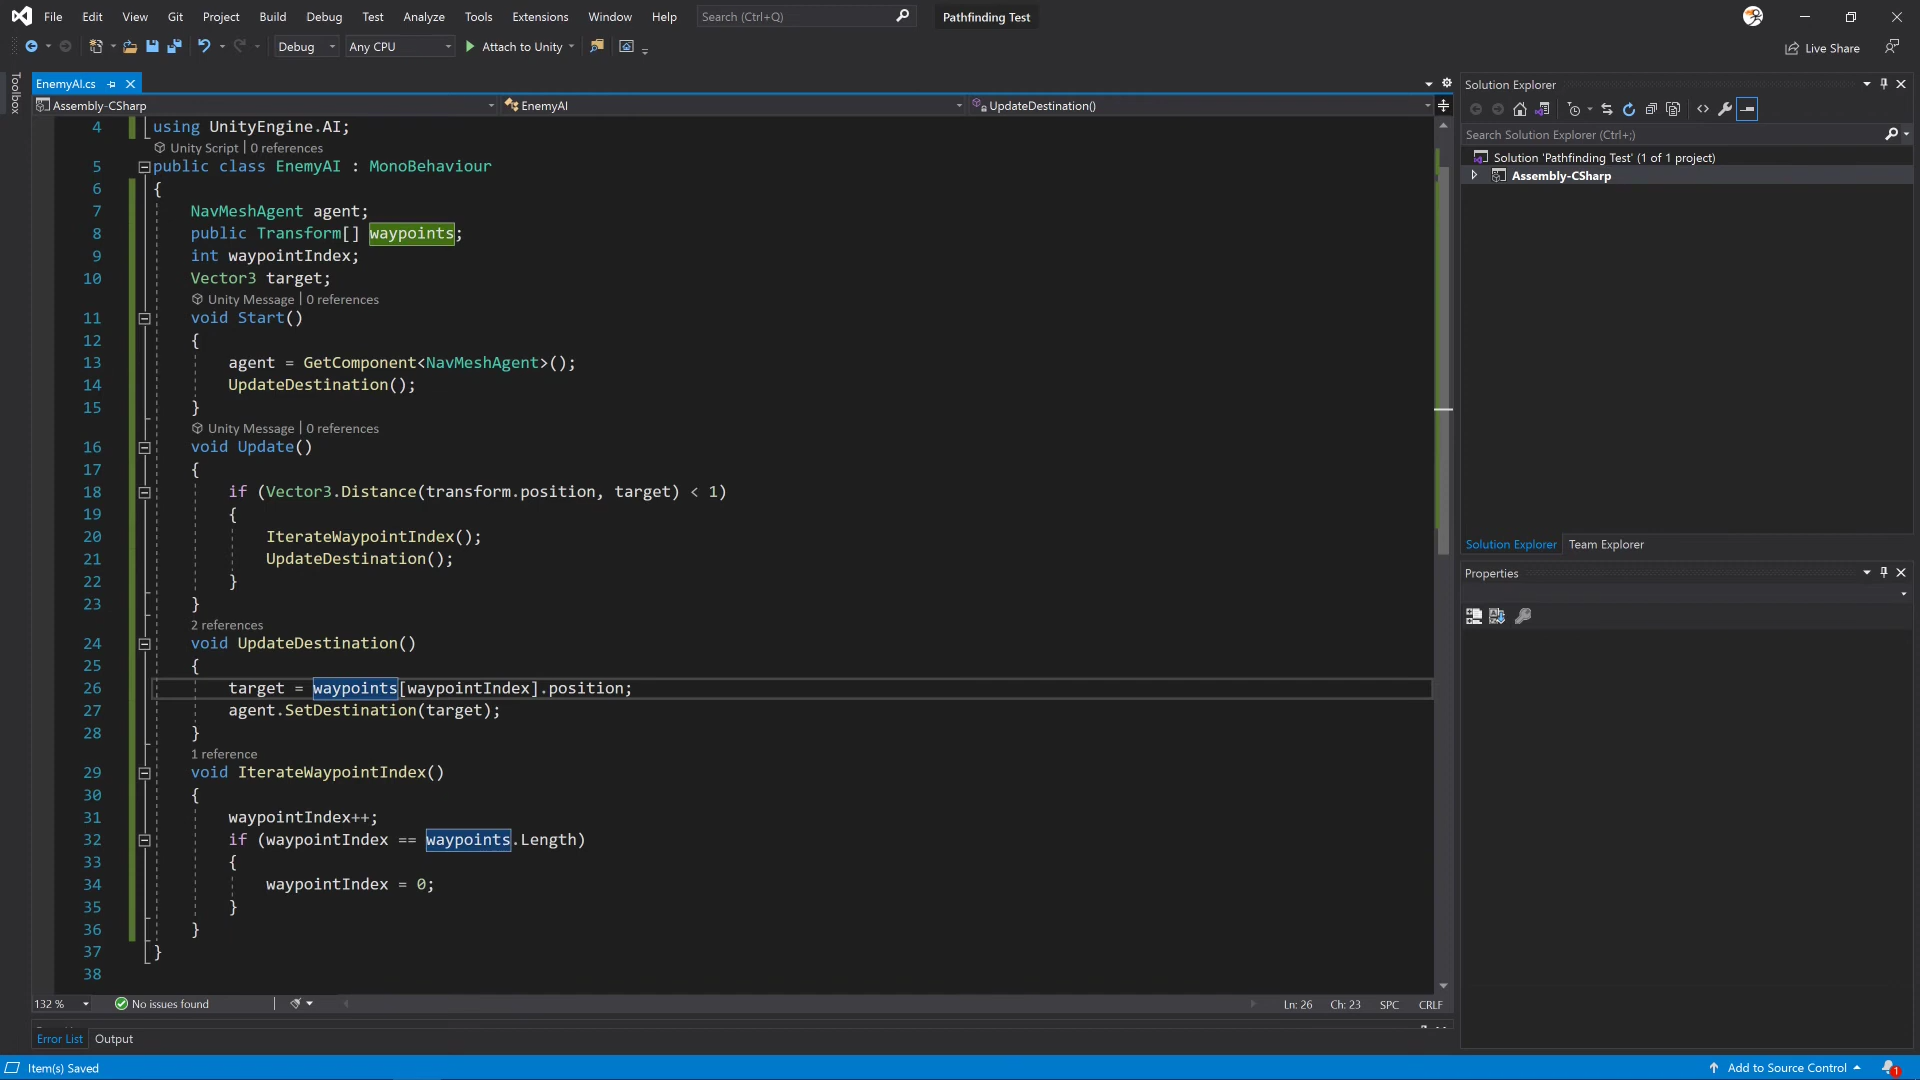 File Edit View Git Project Build Debug Test Analyze Tools Extensions Window Help Search (Ctrl+Q) Pathfinding Test
Debug Any CPU Attach to Unity Live Share
Toolbox
EnemyAI.cs
Assembly-CSharp EnemyAI UpdateDestination()
4 using UnityEngine.AI;
Unity Script | 0 references
5 public class EnemyAI : MonoBehaviour
6 {
7 NavMeshAgent agent;
8 public Transform[] waypoints;
9 int waypointIndex;
10 Vector3 target;
Unity Message | 0 references
11 void Start()
12 {
13 agent = GetComponent<NavMeshAgent>();
14 UpdateDestination();
15 }
Unity Message | 0 references
16 void Update()
17 {
18 if (Vector3.Distance(transform.position, target) < 1)
19 {
20 IterateWaypointIndex();
21 UpdateDestination();
22 }
23 }
2 references
24 void UpdateDestination()
25 {
26 target = waypoints[waypointIndex].position;
27 agent.SetDestination(target);
28 }
1 reference
29 void IterateWaypointIndex()
30 {
31 waypointIndex++;
32 if (waypointIndex == waypoints.Length)
33 {
34 waypointIndex = 0;
35 }
36 }
37 }
38
132 % No issues found Ln: 26 Ch: 23 SPC CRLF
Error List Output
Solution Explorer
Search Solution Explorer (Ctrl+;)
Solution 'Pathfinding Test' (1 of 1 project)
Assembly-CSharp
Solution Explorer Team Explorer
Properties
Item(s) Saved Add to Source Control 1